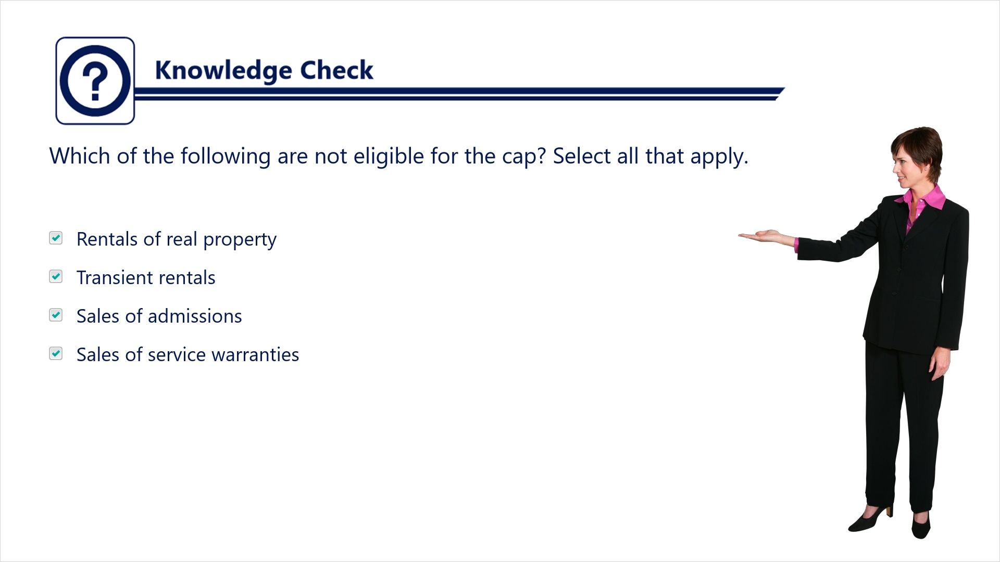 ?
Knowledge Check
Which of the following are not eligible for the cap? Select all that apply.
Rentals of real property
Transient rentals
Sales of admissions
Sales of service warranties